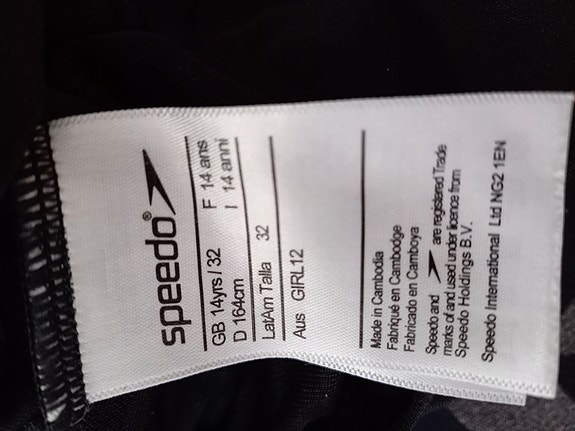 speedo®
GB 14yrs / 32 F 14 ans
D 164cm I 14 anni
LatAm Talla 32
Aus GIRL12
Made in Cambodia
Fabriqué en Cambodge
Fabricado en Camboya
Speedo and are registered Trade
marks of and used under licence from
Speedo Holdings B.V.
Speedo International Ltd NG2 1EN